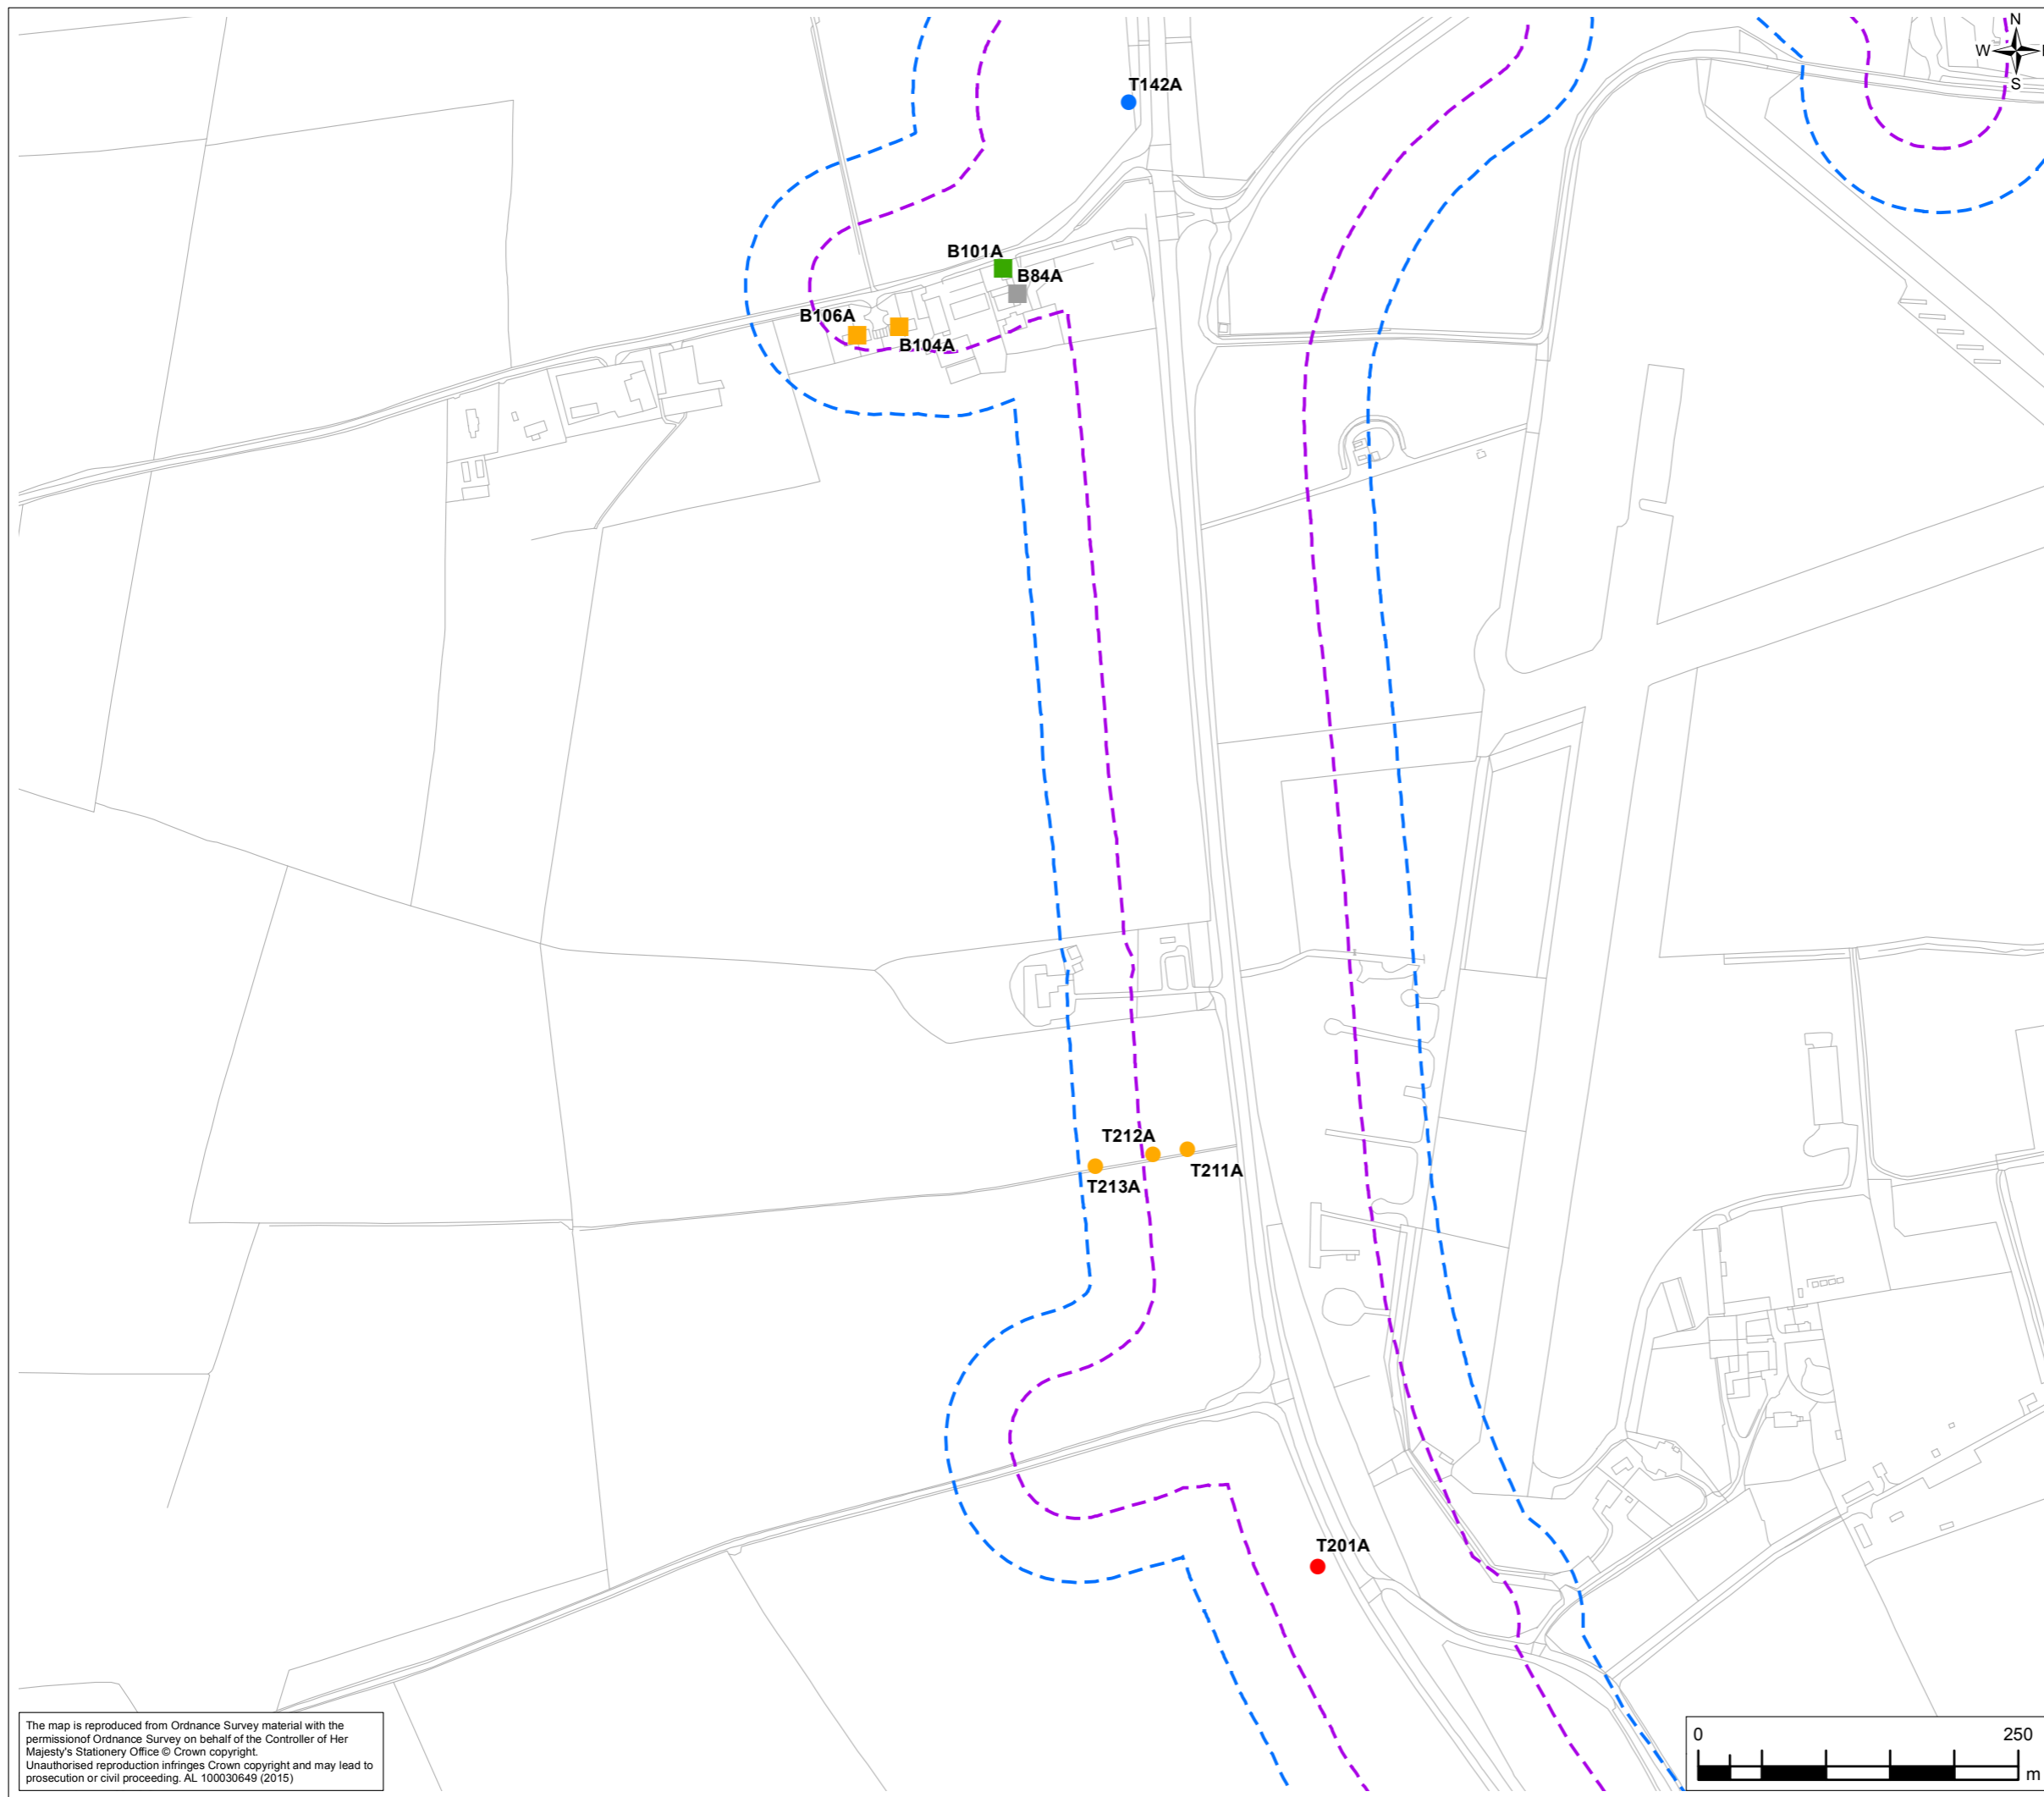 N
W
S
T142A
B101A
B84A
B106A
B104A
T212A
T211A
T213A
T201A
The map is reproduced from Ordnance Survey material with the
permissionof Ordnance Survey on behalf of the Controller of Her
Majesty's Stationery Office © Crown copyright.
Unauthorised reproduction infringes Crown copyright and may lead to
prosecution or civil proceeding. AL 100030649 (2015)
0 250
m